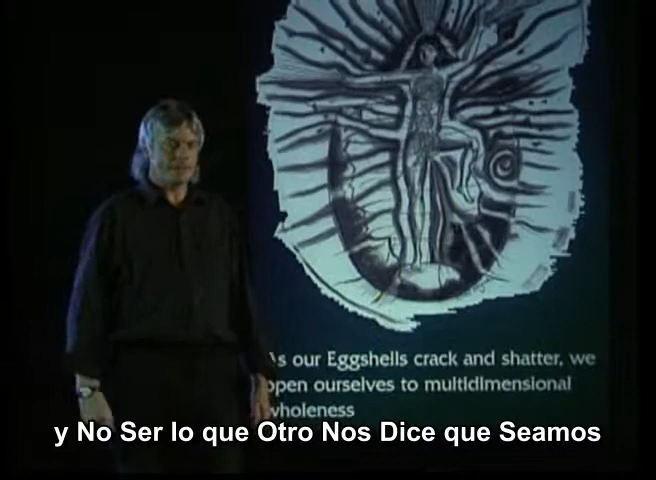 As our Eggshells crack and shatter, we
open ourselves to multidimensional
wholeness
y No Ser lo que Otro Nos Dice que Seamos